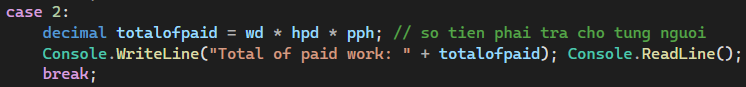 case 2:
decimal totalofpaid = wd * hpd * pph; // so tien phai tra cho tung nguoi
Console.WriteLine("Total of paid work: " + totalofpaid); Console.ReadLine();
break;